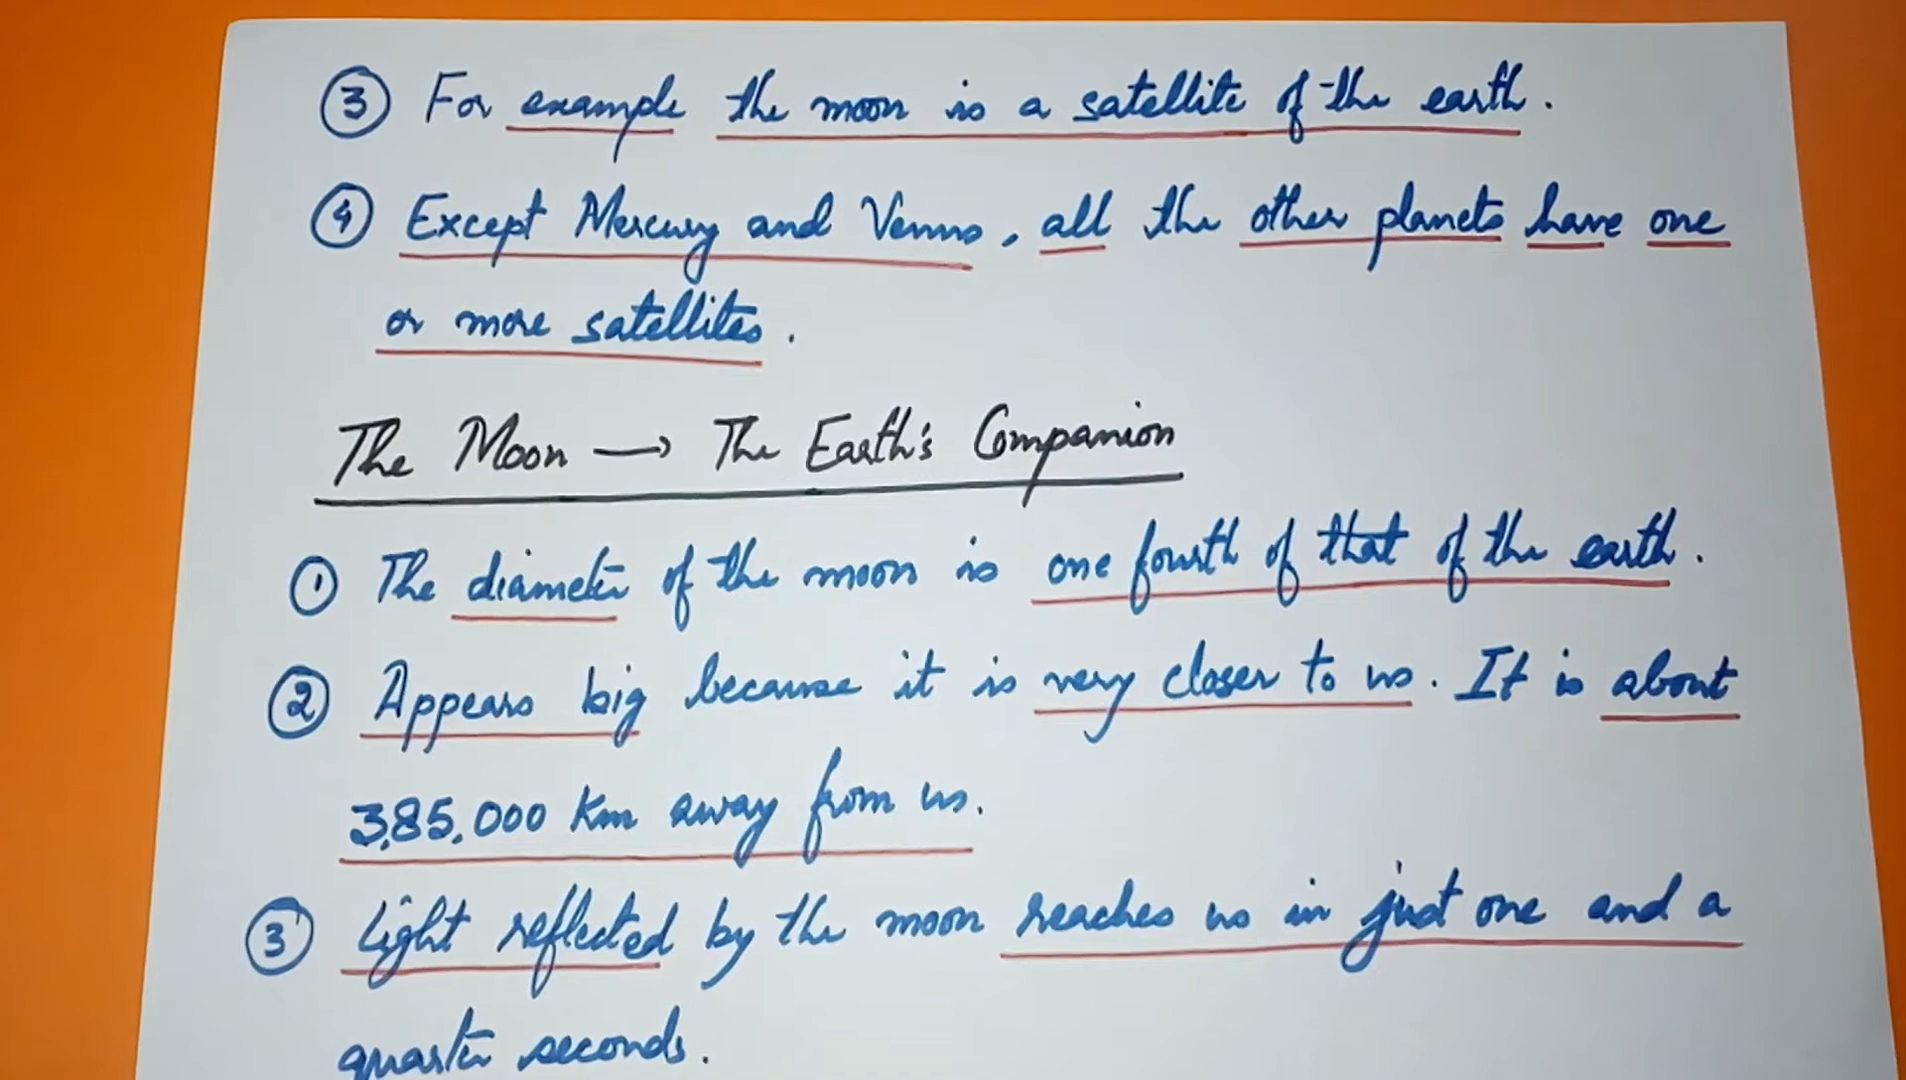 ③ For example the moon is a satellite of the earth.
④ Except Mercury and Venus, all the other planets have one
or more satellites.
The Moon → The Earth's Companion
① The diameter of the moon is one fourth of that of the earth.
② Appears big because it is very closer to us. It is about
3,85,000 Km away from us.
③ Light reflected by the moon reaches us in just one and a
quarter seconds.